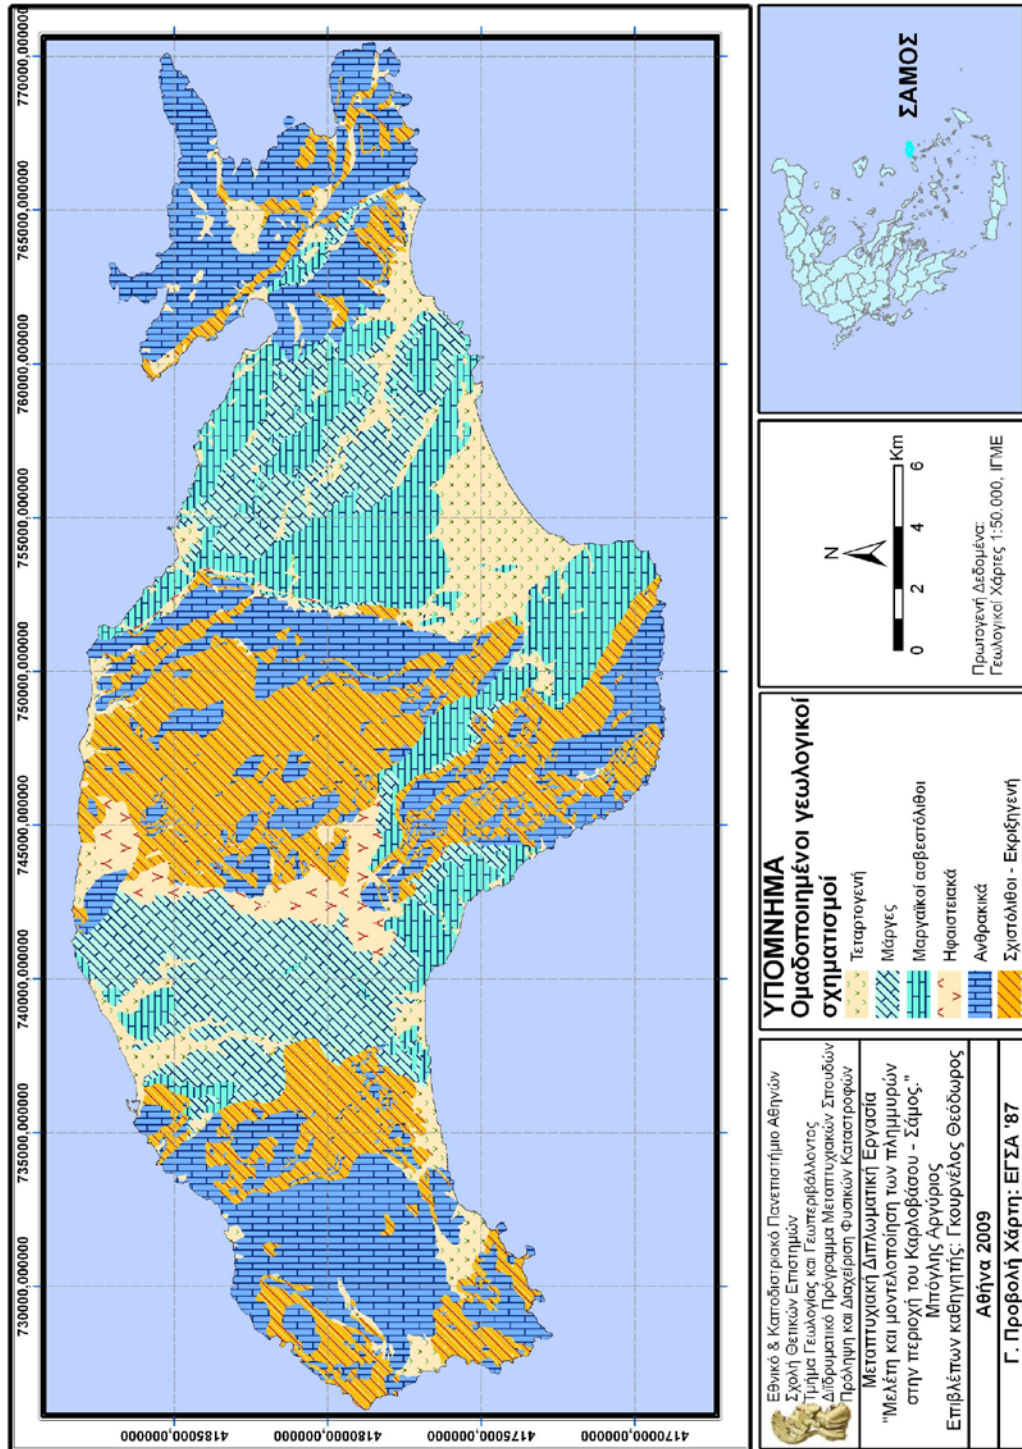 730000,000000
735000,000000
740000,000000
745000,000000
750000,000000
755000,000000
760000,000000
765000,000000
770000,000000
4185000,000000
4180000,000000
4175000,000000
4170000,000000
Εθνικό & Καποδιστριακό Πανεπιστήμιο Αθηνών
Σχολή Θετικών Επιστημών
Τμήμα Γεωλογίας και Γεωπεριβάλλοντος
Διϊδρυματικό Πρόγραμμα Μεταπτυχιακών Σπουδών
Πρόληψη και Διαχείριση Φυσικών Καταστροφών
Μεταπτυχιακή Διπλωματική Εργασία
"Μελέτη και μοντελοποίηση των πλημμυρών
στην περιοχή του Καρλοβάσου - Σάμος."
Μπόγλης Αργύριος
Επιβλέπων καθηγητής: Γκουρνέλος Θεόδωρος
Αθήνα 2009
Γ. Προβολή Χάρτη: ΕΓΣΑ '87
ΥΠΟΜΝΗΜΑ
Ομαδοποιημένοι γεωλογικοί
σχηματισμοί
Τεταρτογενή
Μάργες
Μαργαϊκοί ασβεστόλιθοι
Ηφαιστειακά
Ανθρακικά
Σχιστόλιθοι - Εκρηξιγενή
N
0 2 4 6
Km
Πρωτογενή Δεδομένα:
Γεωλογικοί Χάρτες 1:50.000, ΙΓΜΕ
ΣΑΜΟΣ